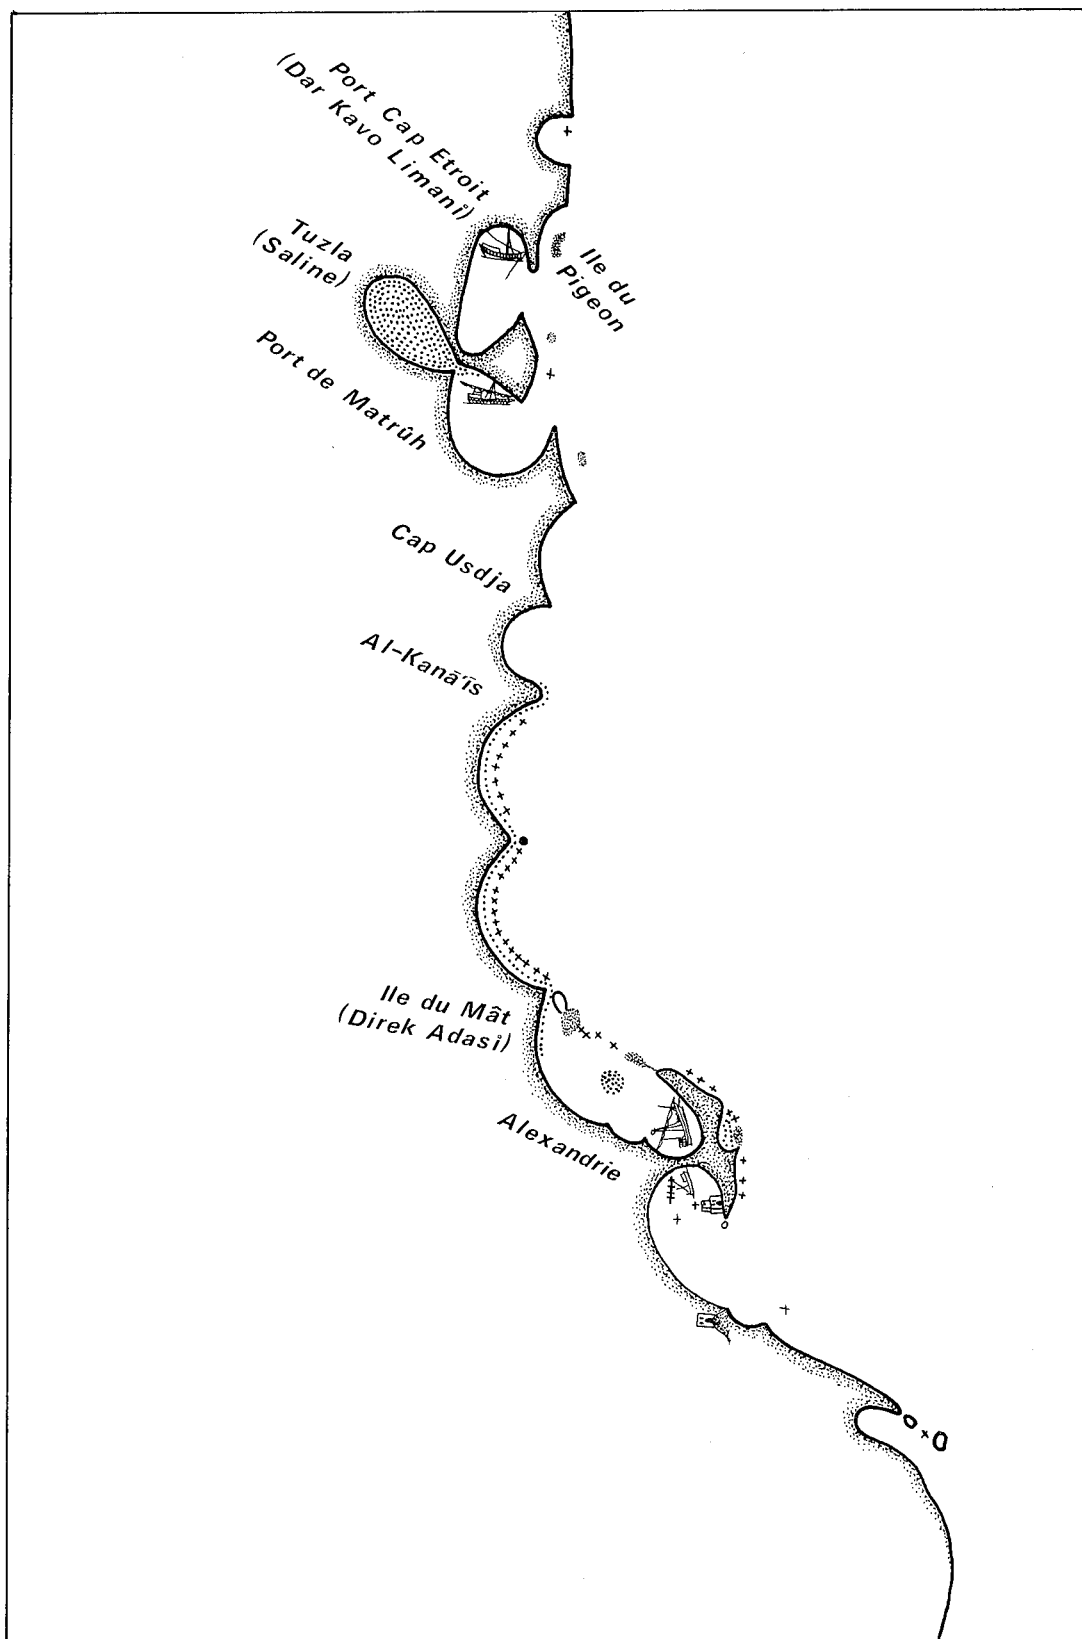 Port Cap Etroit
(Dar Kavo Limani)
Tuzla
(Saline)
Ile du
Pigeon
Port de Matrûh
Cap Usdja
Al-Kanā'īs
Ile du Mât
(Direk Adasi)
Alexandrie